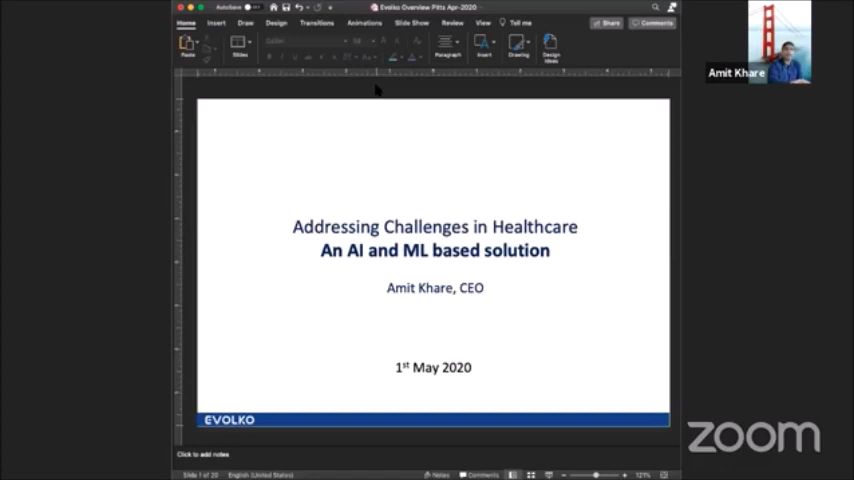 AutoSave
OFF
Evolko Overview Pitts Apr-2020
Home Insert Draw Design Transitions Animations Slide Show Review View Tell me Share Comments
Paste Slides Paragraph Insert Drawing Design Ideas
Amit Khare
Addressing Challenges in Healthcare
An AI and ML based solution
Amit Khare, CEO
1st May 2020
EVOLKO
zoom
Click to add notes
Slide 1 of 20 English (United States) Notes Comments 121%